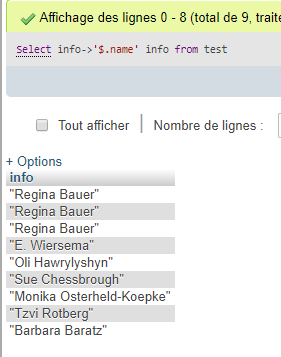 Affichage des lignes 0 - 8 (total de 9, traite
Select info->'$.name' info from test
Tout afficher
Nombre de lignes :
+ Options
info
"Regina Bauer"
"Regina Bauer"
"Regina Bauer"
"E. Wiersema"
"Oli Hawrylyshyn"
"Sue Chessbrough"
"Monika Osterheld-Koepke"
"Tzvi Rotberg"
"Barbara Baratz"